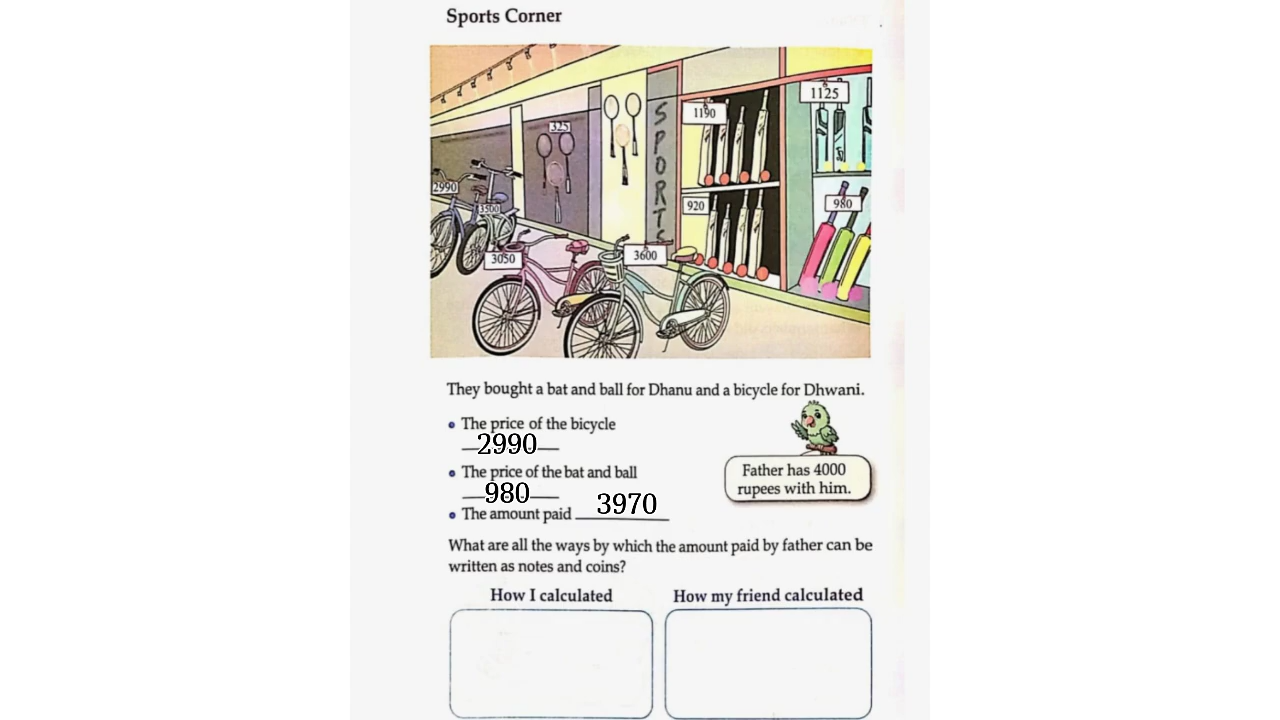 Sports Corner
1125
1190
325
2990
920
980
3500
3050
3600
SPORTS
They bought a bat and ball for Dhanu and a bicycle for Dhwani.
• The price of the bicycle
2990
• The price of the bat and ball
980
• The amount paid 3970
Father has 4000
rupees with him.
What are all the ways by which the amount paid by father can be
written as notes and coins?
How I calculated
How my friend calculated